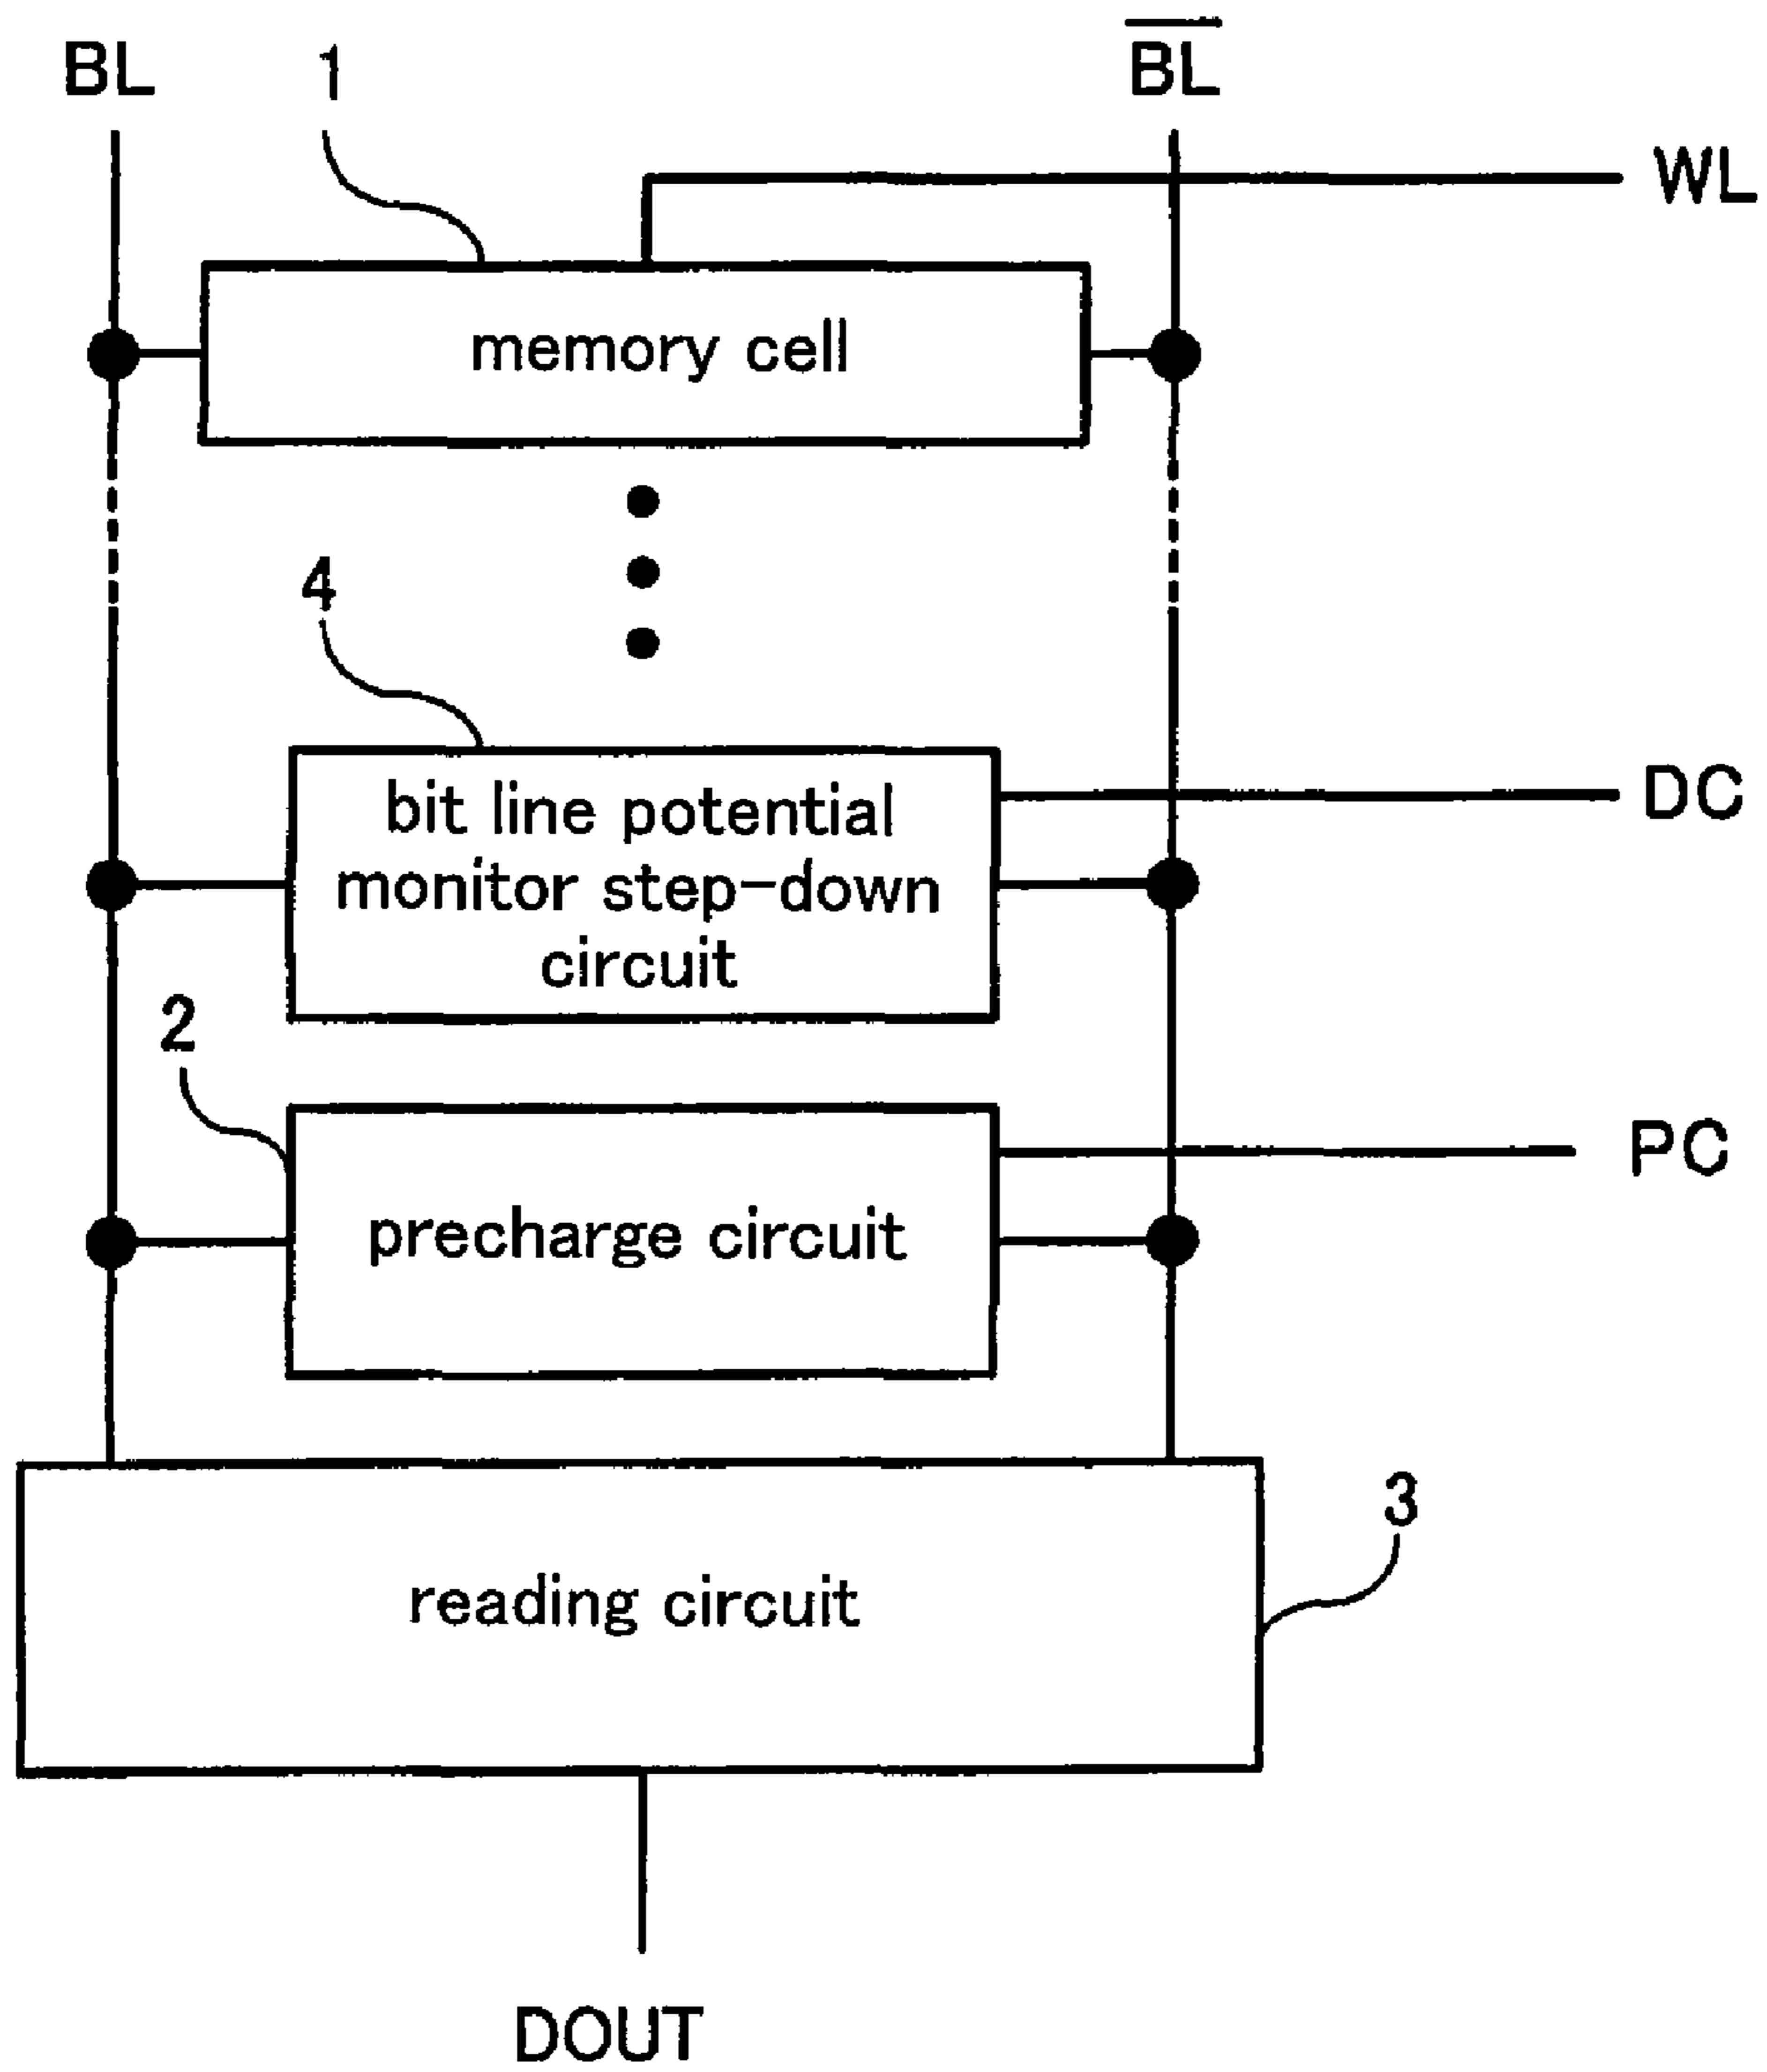 BL
1
B̅L̅
WL
memory cell
4
bit line potential
monitor step-down
circuit
DC
2
precharge circuit
PC
reading circuit
3
DOUT